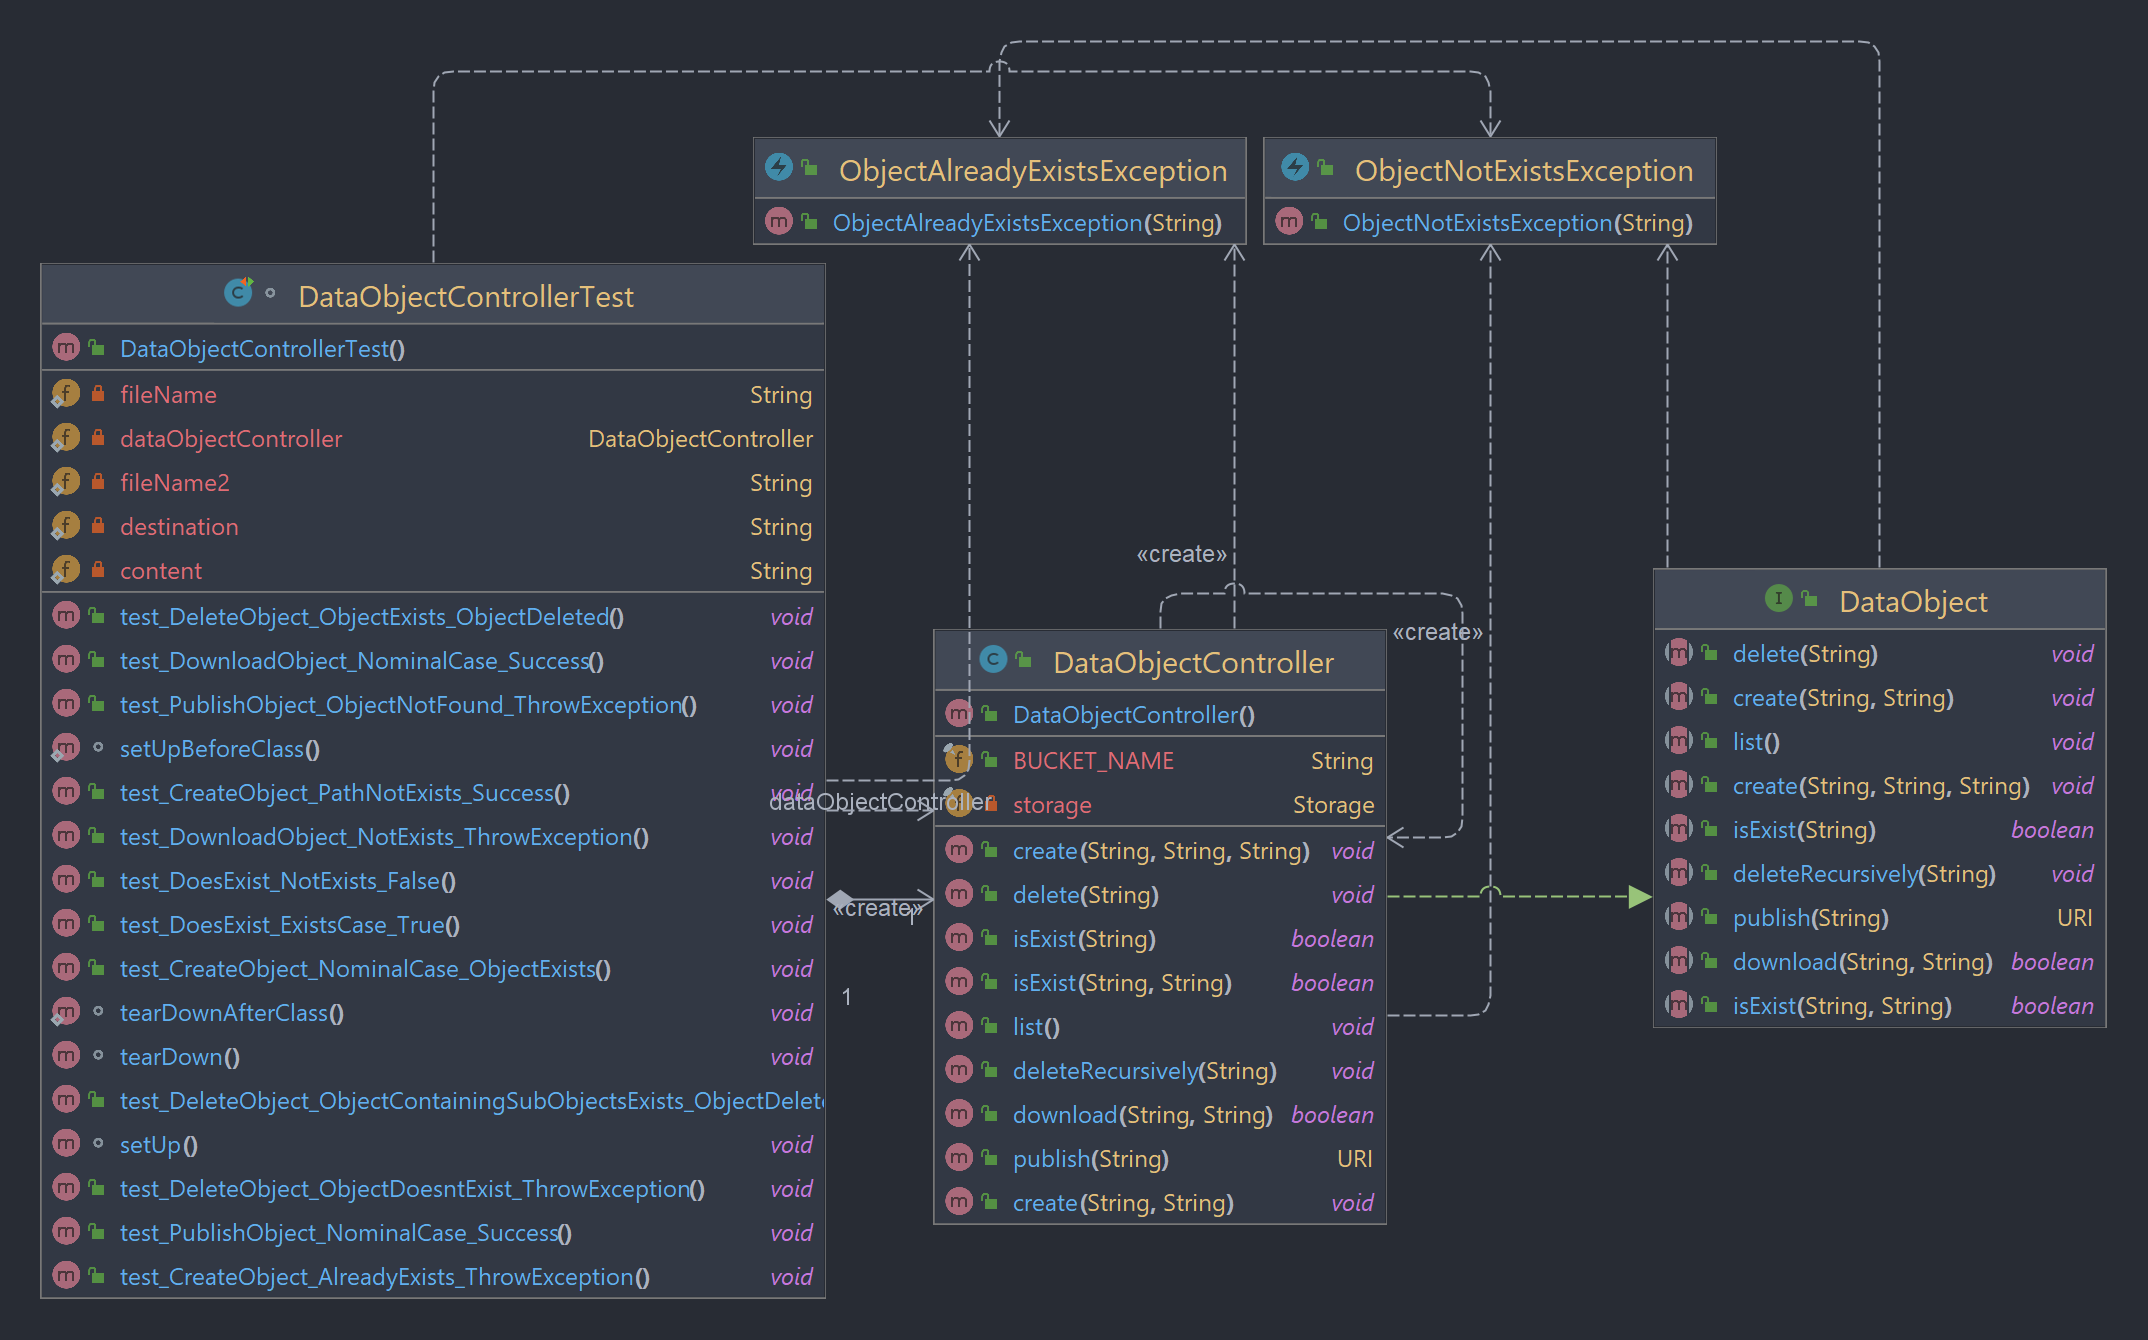 ObjectAlreadyExistsException
ObjectAlreadyExistsException(String)
ObjectNotExistsException
ObjectNotExistsException(String)
DataObjectControllerTest
DataObjectControllerTest()
fileName String
dataObjectController DataObjectController
fileName2 String
destination String
content String
test_DeleteObject_ObjectExists_ObjectDeleted() void
test_DownloadObject_NominalCase_Success() void
test_PublishObject_ObjectNotFound_ThrowException() void
setUpBeforeClass() void
test_CreateObject_PathNotExists_Success() void
test_DownloadObject_NotExists_ThrowException() void
test_DoesExist_NotExists_False() void
test_DoesExist_ExistsCase_True() void
test_CreateObject_NominalCase_ObjectExists() void
tearDownAfterClass() void
tearDown() void
test_DeleteObject_ObjectContainingSubObjectsExists_ObjectDelete
setUp() void
test_DeleteObject_ObjectDoesntExist_ThrowException() void
test_PublishObject_NominalCase_Success() void
test_CreateObject_AlreadyExists_ThrowException() void
dataObjectController
«create»
1
1
«create»
«create»
DataObjectController
DataObjectController()
BUCKET_NAME String
storage Storage
create(String, String, String) void
delete(String) void
isExist(String) boolean
isExist(String, String) boolean
list() void
deleteRecursively(String) void
download(String, String) boolean
publish(String) URI
create(String, String) void
DataObject
delete(String) void
create(String, String) void
list() void
create(String, String, String) void
isExist(String) boolean
deleteRecursively(String) void
publish(String) URI
download(String, String) boolean
isExist(String, String) boolean